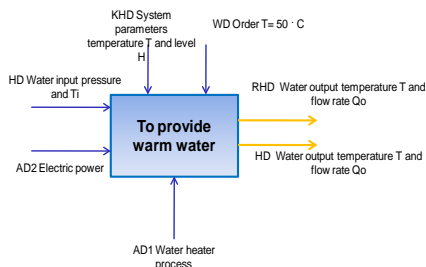 KHD System
parameters
temperature T and level
H
WD Order T= 50 · C
HD Water input pressure
and Ti
RHD Water output temperature T and
flow rate Qo
To provide
warm water
HD Water output temperature T and
flow rate Qo
AD2 Electric power
AD1 Water heater
process